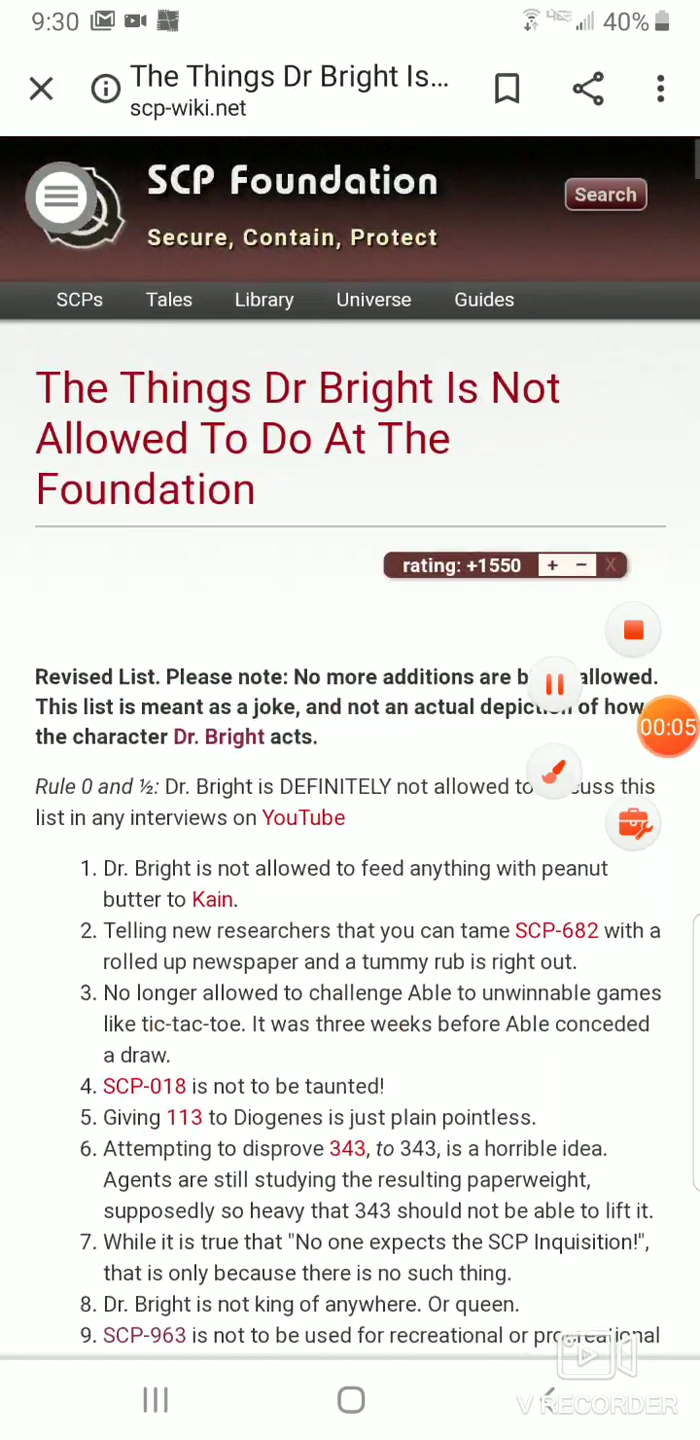 9:30
40%
The Things Dr Bright Is...
scp-wiki.net
SCP Foundation
Search
Secure, Contain, Protect
SCPs Tales Library Universe Guides
The Things Dr Bright Is Not
Allowed To Do At The
Foundation
rating: +1550 + − X
Revised List. Please note: No more additions are allowed.
This list is meant as a joke, and not an actual of how
00:05
the character Dr. Bright acts.
Rule 0 and ½: Dr. Bright is DEFINITELY not allowed to this
list in any interviews on YouTube
1. Dr. Bright is not allowed to feed anything with peanut
butter to Kain.
2. Telling new researchers that you can tame SCP-682 with a
rolled up newspaper and a tummy rub is right out.
3. No longer allowed to challenge Able to unwinnable games
like tic-tac-toe. It was three weeks before Able conceded
a draw.
4. SCP-018 is not to be taunted!
5. Giving 113 to Diogenes is just plain pointless.
6. Attempting to disprove 343, to 343, is a horrible idea.
Agents are still studying the resulting paperweight,
supposedly so heavy that 343 should not be able to lift it.
7. While it is true that "No one expects the SCP Inquisition!",
that is only because there is no such thing.
8. Dr. Bright is not king of anywhere. Or queen.
9. SCP-963 is not to be used for recreational or procreational
V RECORDER